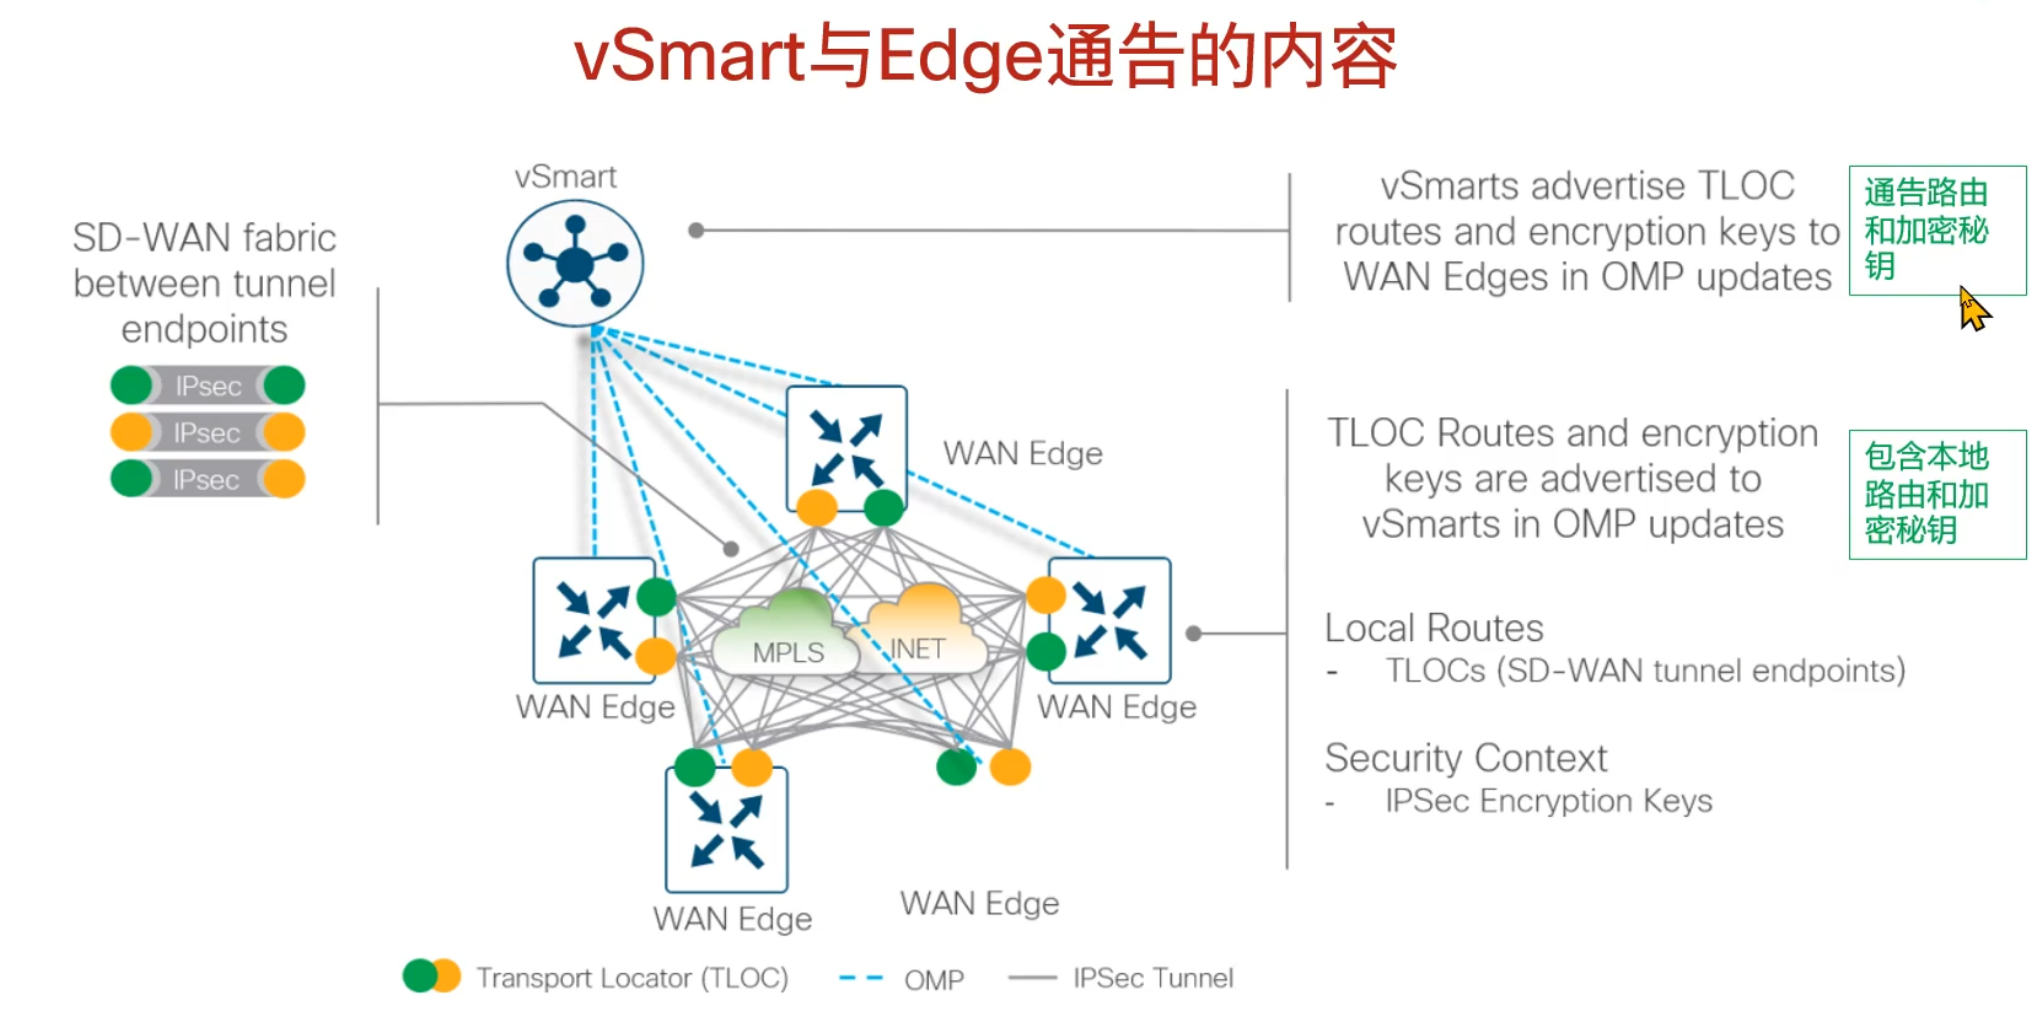 vSmart与Edge通告的内容
vSmart
SD-WAN fabric
between tunnel
endpoints
IPsec
IPsec
IPsec
vSmarts advertise TLOC
routes and encryption keys to
WAN Edges in OMP updates
通告路由
和加密秘
钥
WAN Edge
TLOC Routes and encryption
keys are advertised to
vSmarts in OMP updates
包含本地
路由和加
密秘钥
MPLS
INET
WAN Edge
WAN Edge
Local Routes
- TLOCs (SD-WAN tunnel endpoints)
Security Context
- IPSec Encryption Keys
WAN Edge
WAN Edge
Transport Locator (TLOC)
OMP
IPSec Tunnel